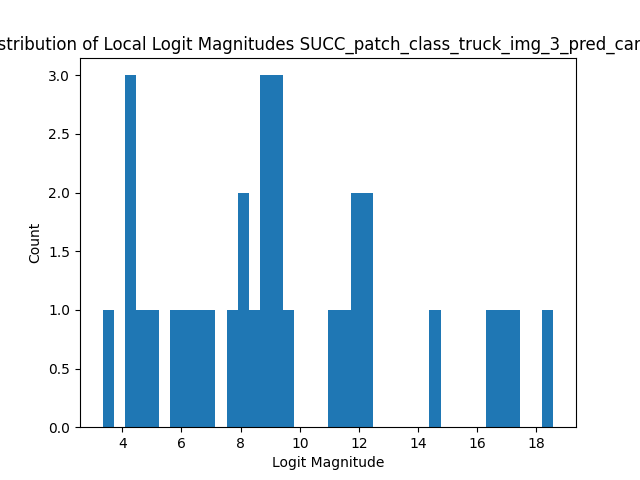 stribution of Local Logit Magnitudes SUCC_patch_class_truck_img_3_pred_car
3.0
2.5
2.0
1.5
1.0
0.5
0.0
Count
4 6 8 10 12 14 16 18
Logit Magnitude